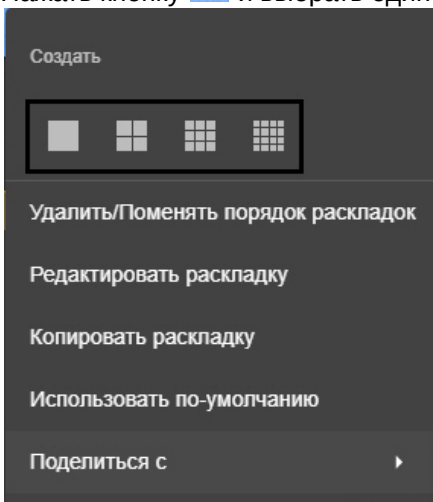 Создать
Удалить/Поменять порядок раскладок
Редактировать раскладку
Копировать раскладку
Использовать по-умолчанию
Поделиться с